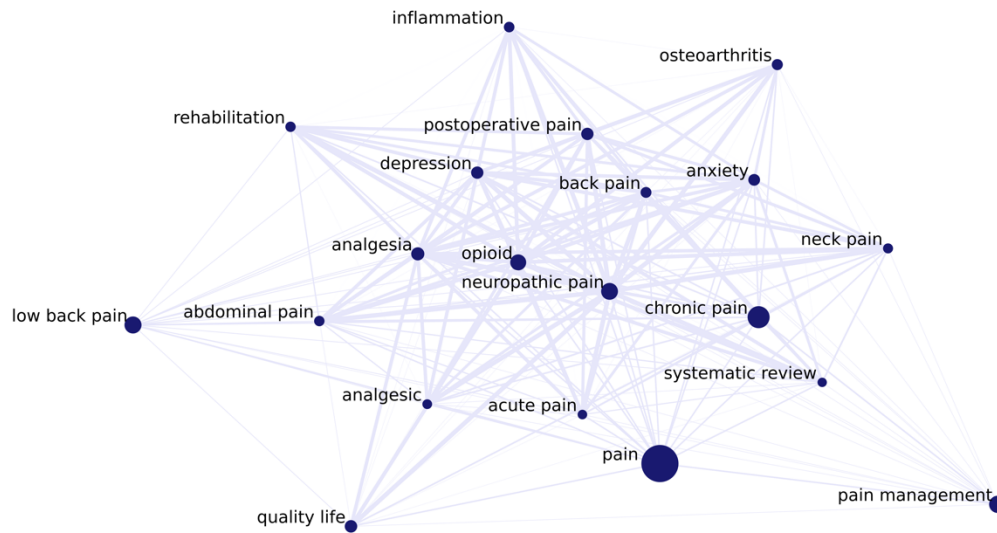 inflammation
osteoarthritis
rehabilitation
postoperative pain
depression
back pain
anxiety
analgesia
opioid
neck pain
neuropathic pain
low back pain
abdominal pain
chronic pain
systematic review
analgesic
acute pain
pain
pain management
quality life